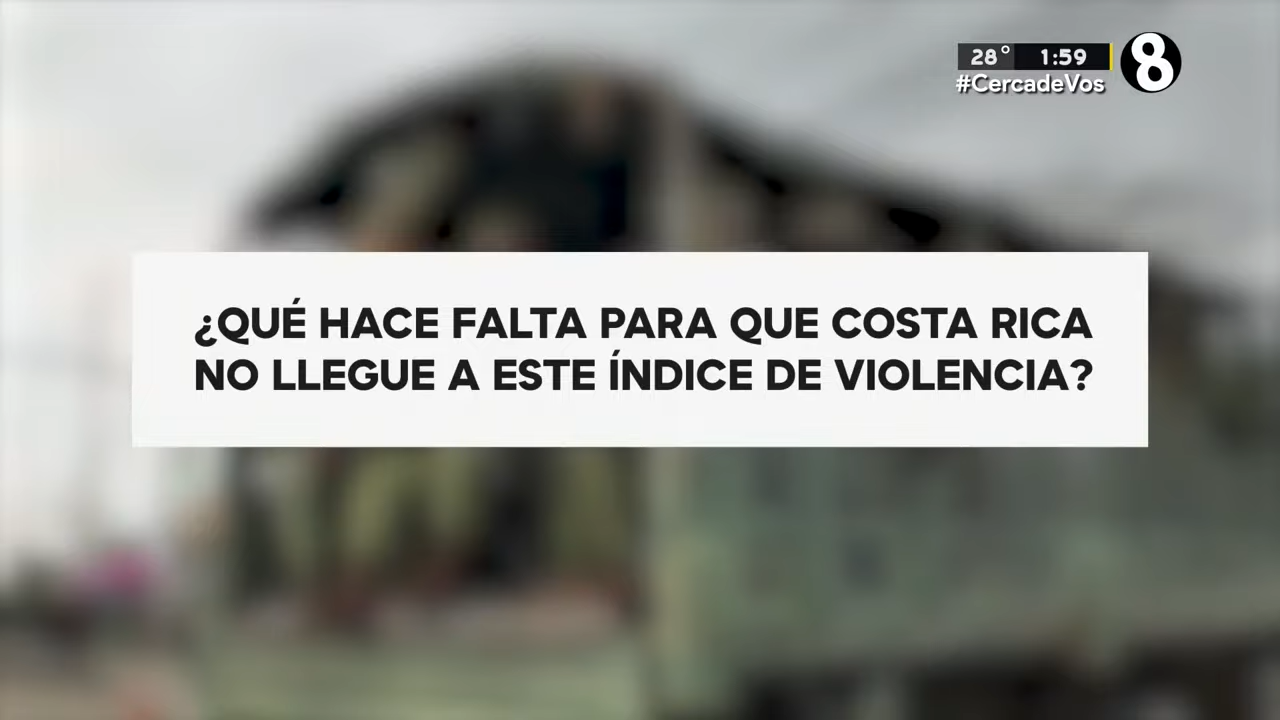 28° 1:59 8
#CercadeVos
¿QUÉ HACE FALTA PARA QUE COSTA RICA
NO LLEGUE A ESTE ÍNDICE DE VIOLENCIA?